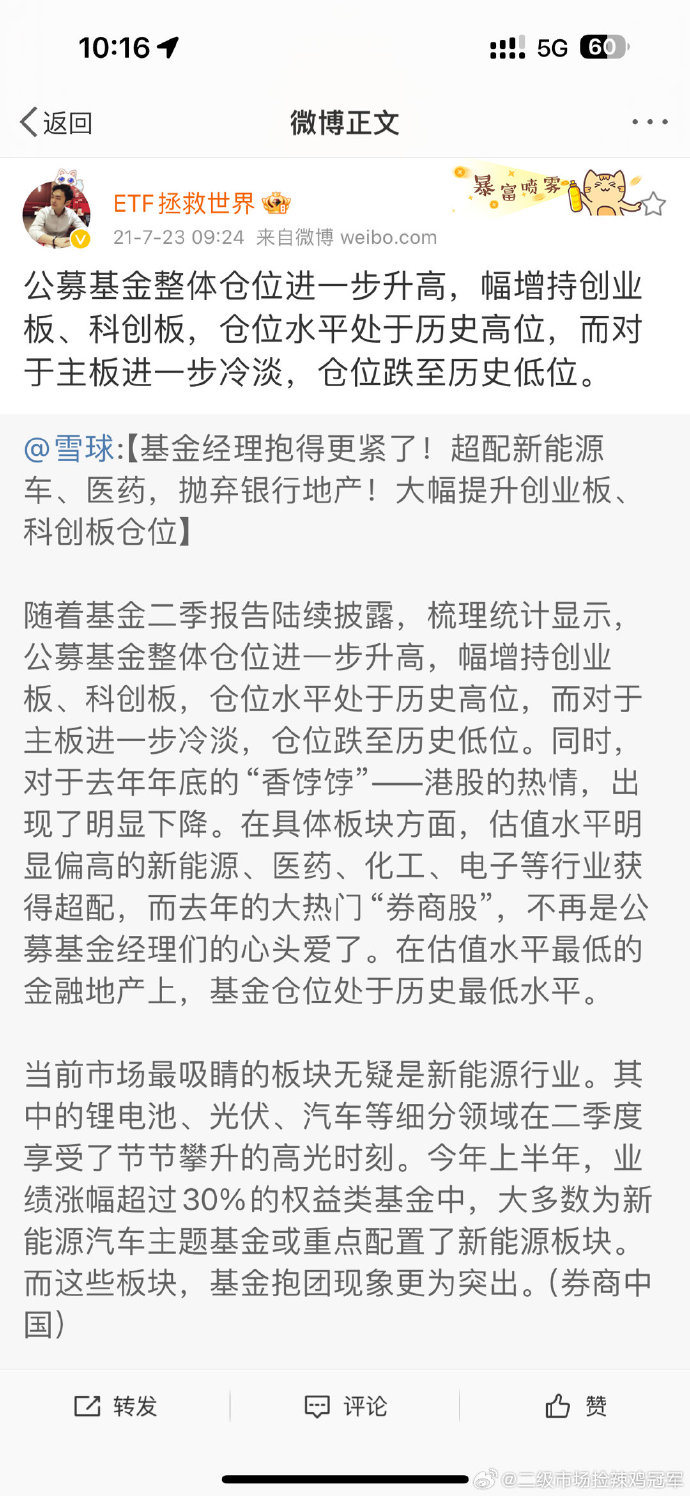 10:16
5G
60
返回
微博正文
ETF拯救世界
暴富喷雾
21-7-23 09:24 来自微博 weibo.com
公募基金整体仓位进一步升高，幅增持创业
板、科创板，仓位水平处于历史高位，而对
于主板进一步冷淡，仓位跌至历史低位。
@雪球:【基金经理抱得更紧了！超配新能源
车、医药，抛弃银行地产！大幅提升创业板、
科创板仓位】
随着基金二季报告陆续披露，梳理统计显示，
公募基金整体仓位进一步升高，幅增持创业
板、科创板，仓位水平处于历史高位，而对于
主板进一步冷淡，仓位跌至历史低位。同时，
对于去年年底的“香饽饽”——港股的热情，出
现了明显下降。在具体板块方面，估值水平明
显偏高的新能源、医药、化工、电子等行业获
得超配，而去年的大热门“券商股”，不再是公
募基金经理们的心头爱了。在估值水平最低的
金融地产上，基金仓位处于历史最低水平。
当前市场最吸睛的板块无疑是新能源行业。其
中的锂电池、光伏、汽车等细分领域在二季度
享受了节节攀升的高光时刻。今年上半年，业
绩涨幅超过30%的权益类基金中，大多数为新
能源汽车主题基金或重点配置了新能源板块。
而这些板块，基金抱团现象更为突出。（券商中
国）
转发
评论
赞
@二级市场捡辣鸡冠军